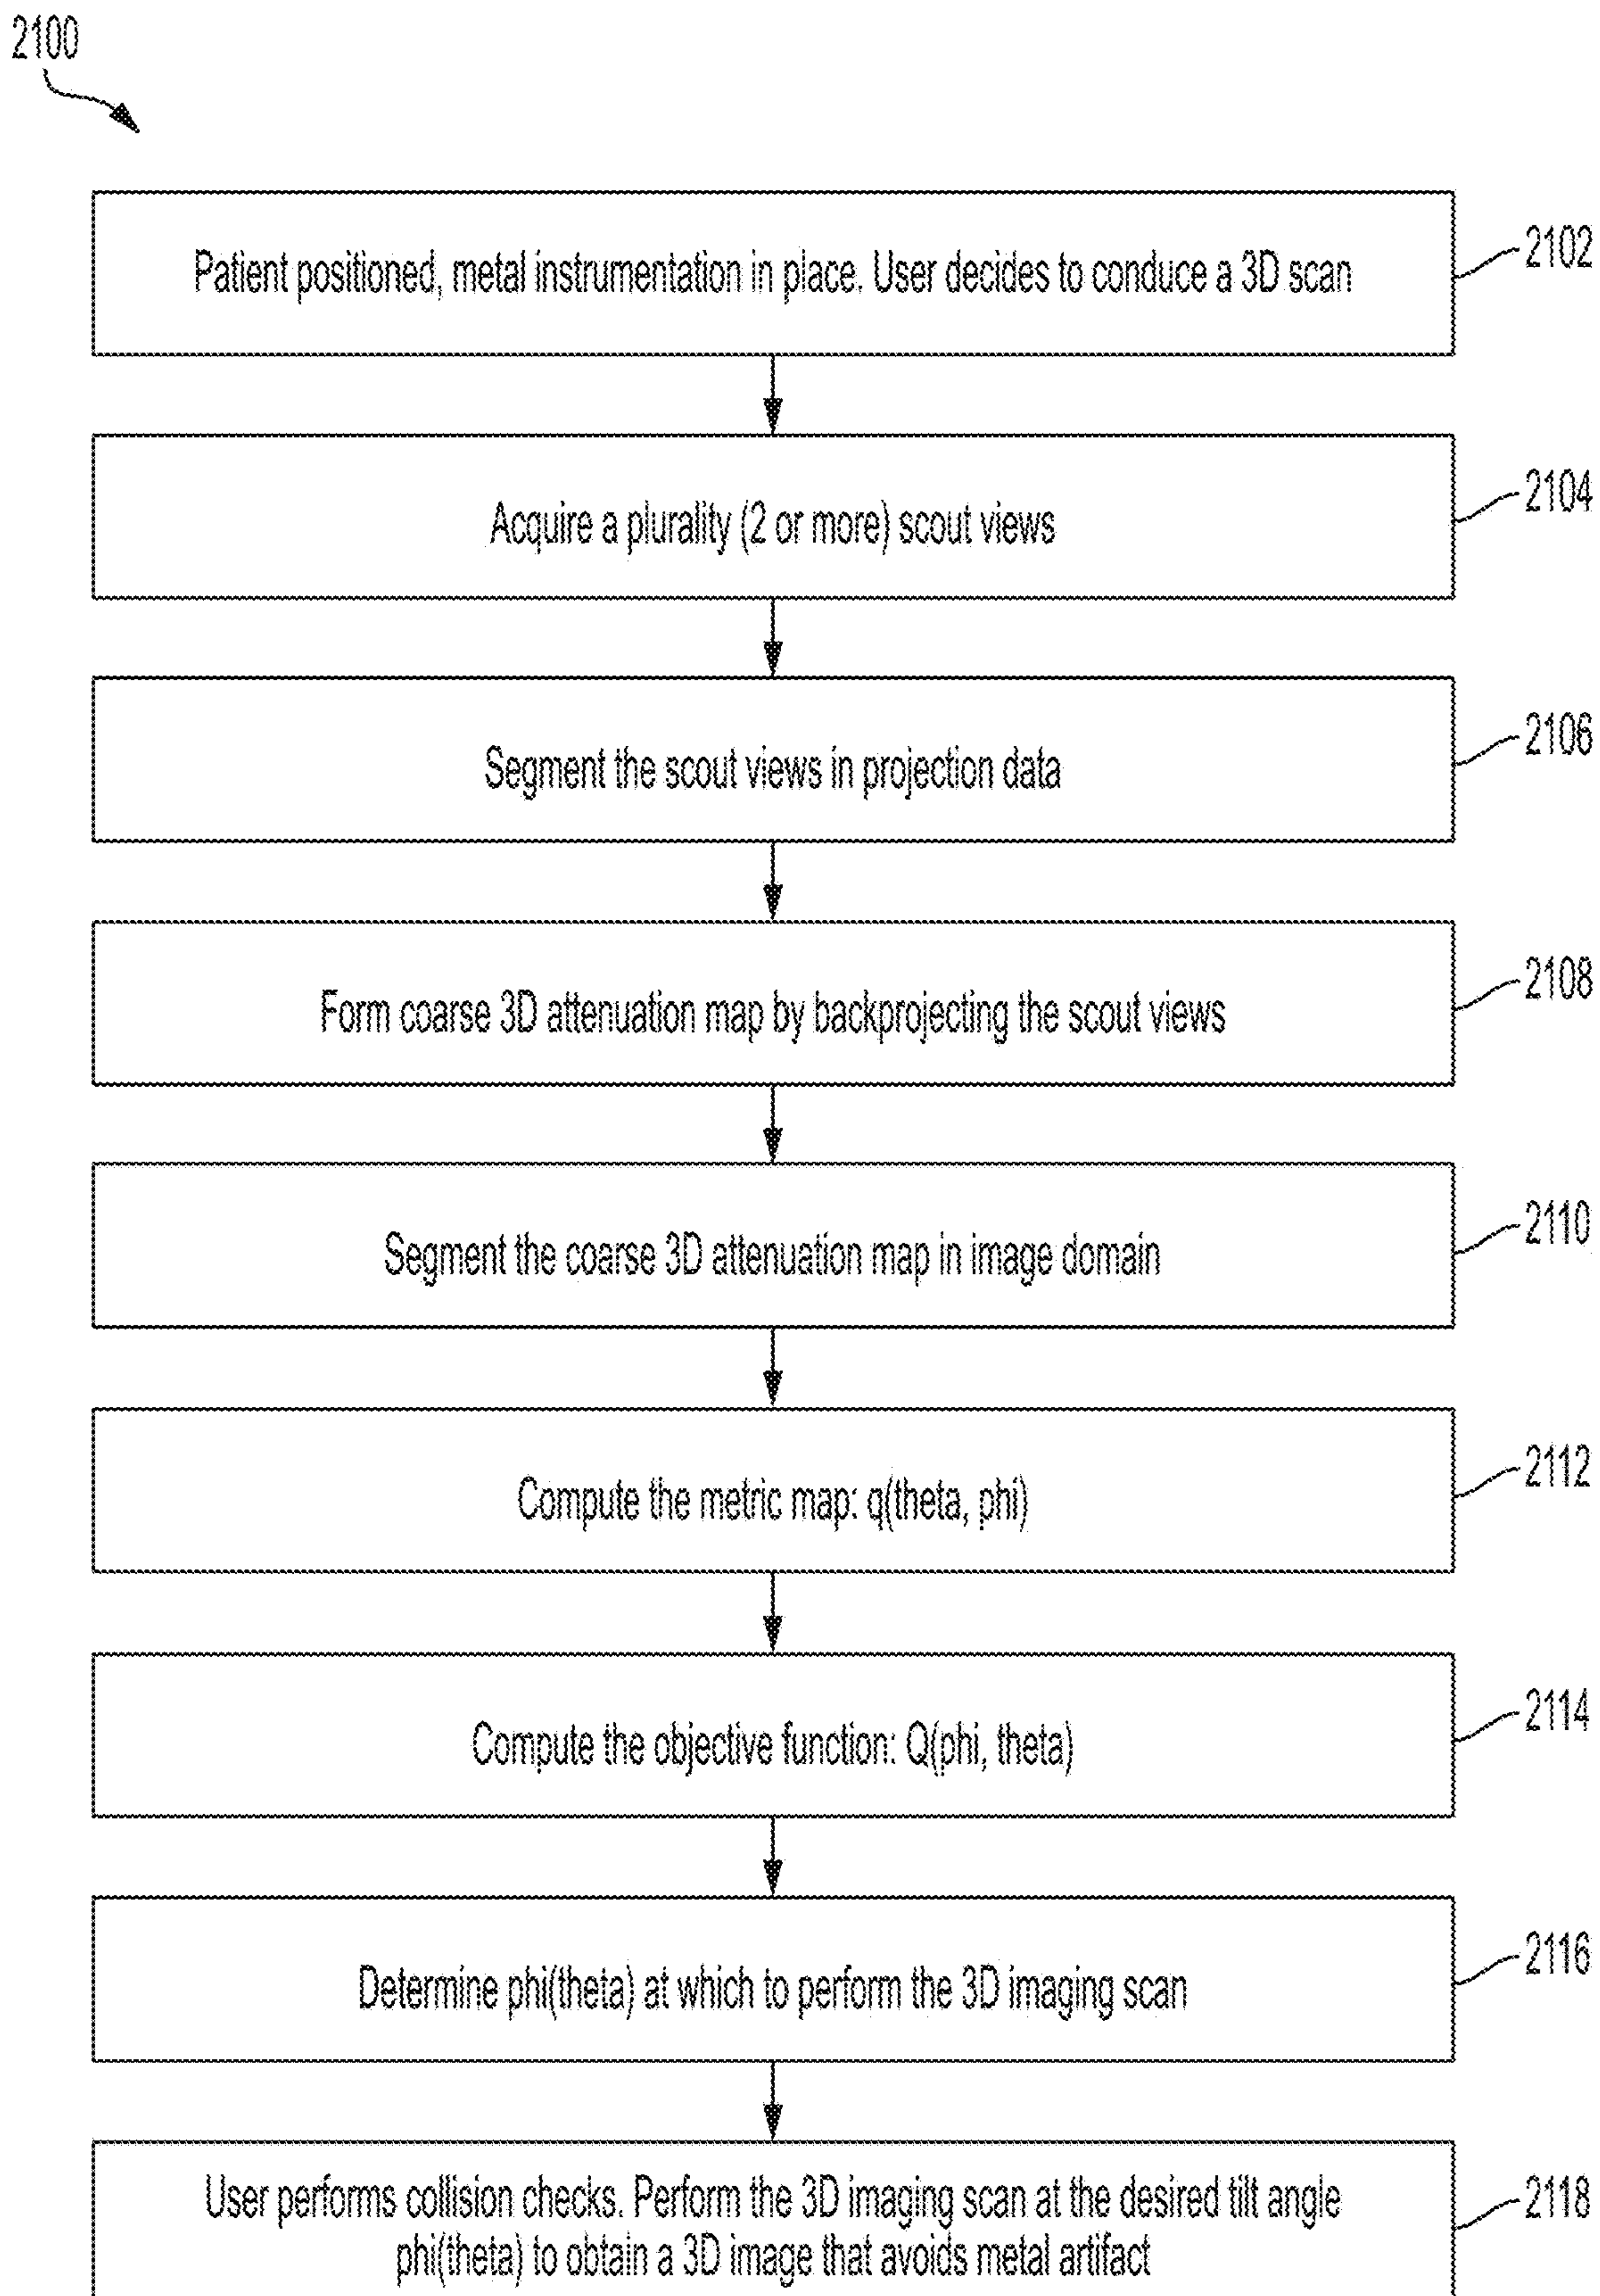 2100
Patient positioned, metal instrumentation in place. User decides to conduct a 3D scan
2102
Acquire a plurality (2 or more) scout views
2104
Segment the scout views in projection data
2106
Form coarse 3D attenuation map by backprojecting the scout views
2108
Segment the coarse 3D attenuation map in image domain
2110
Compute the metric map: q(theta, phi)
2112
Compute the objective function: Q(phi, theta)
2114
Determine phi(theta) at which to perform the 3D imaging scan
2116
User performs collision checks. Perform the 3D imaging scan at the desired tilt angle
phi(theta) to obtain a 3D image that avoids metal artifact
2118